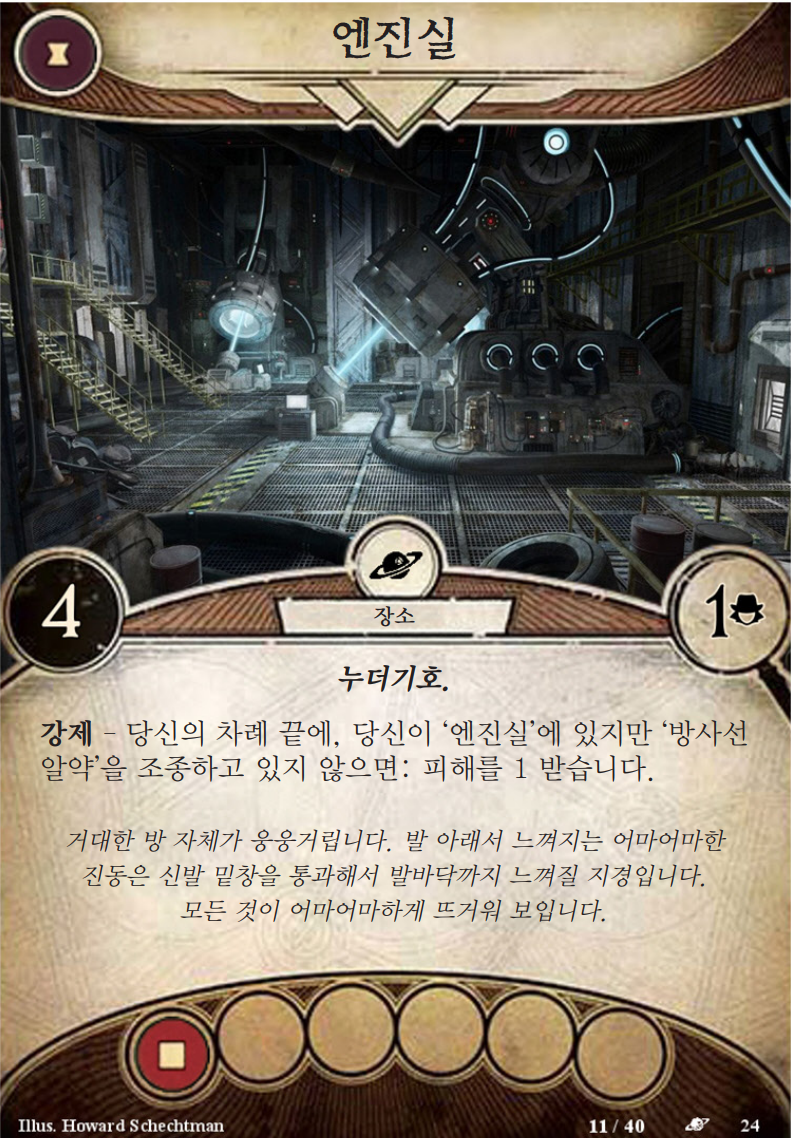 엔진실
4
장소
1
누더기호.
강제 – 당신의 차례 끝에, 당신이 ‘엔진실’에 있지만 ‘방사선
알약’을 조종하고 있지 않으면: 피해를 1 받습니다.
거대한 방 자체가 웅웅거립니다. 발 아래서 느껴지는 어마어마한
진동은 신발 밑창을 통과해서 발바닥까지 느껴질 지경입니다.
모든 것이 어마어마하게 뜨거워 보입니다.
Illus. Howard Schechtman
11 / 40
24